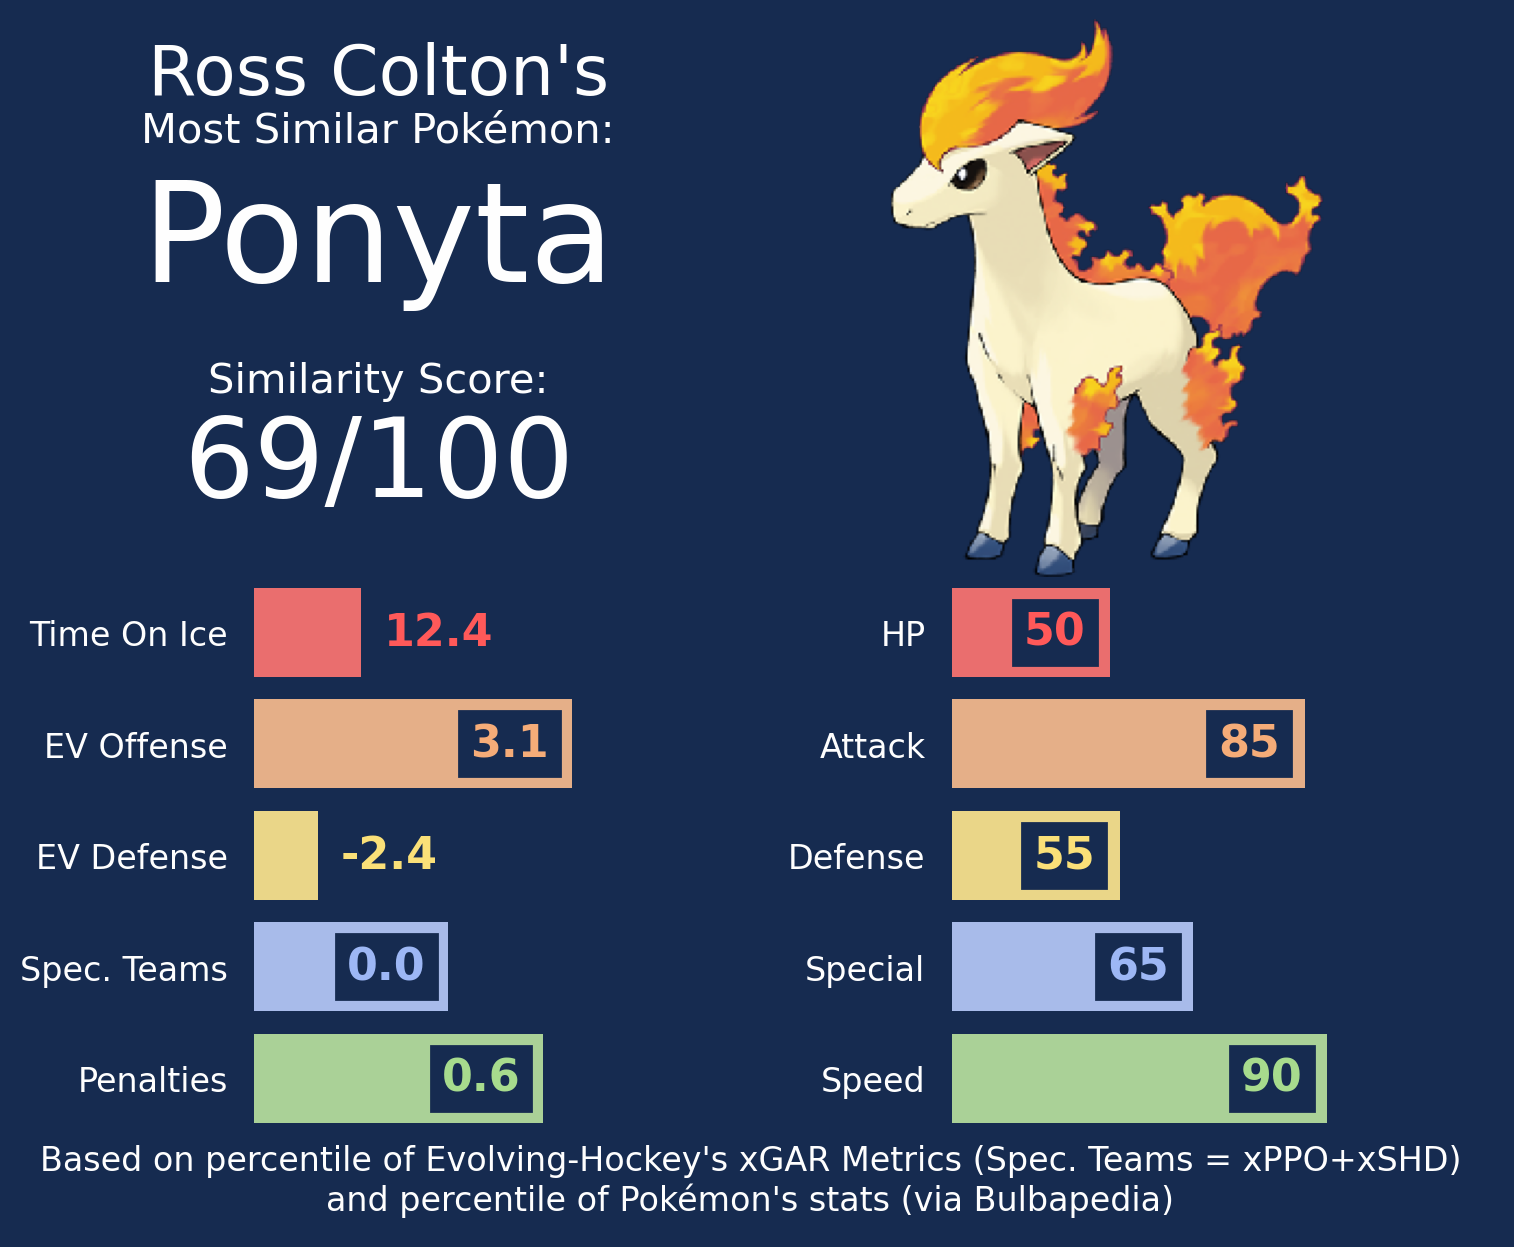 Ross Colton's
Most Similar Pokémon:
Ponyta
Similarity Score:
69/100
Time On Ice 12.4
EV Offense 3.1
EV Defense -2.4
Spec. Teams 0.0
Penalties 0.6
HP 50
Attack 85
Defense 55
Special 65
Speed 90
Based on percentile of Evolving-Hockey's xGAR Metrics (Spec. Teams = xPPO+xSHD)
and percentile of Pokémon's stats (via Bulbapedia)